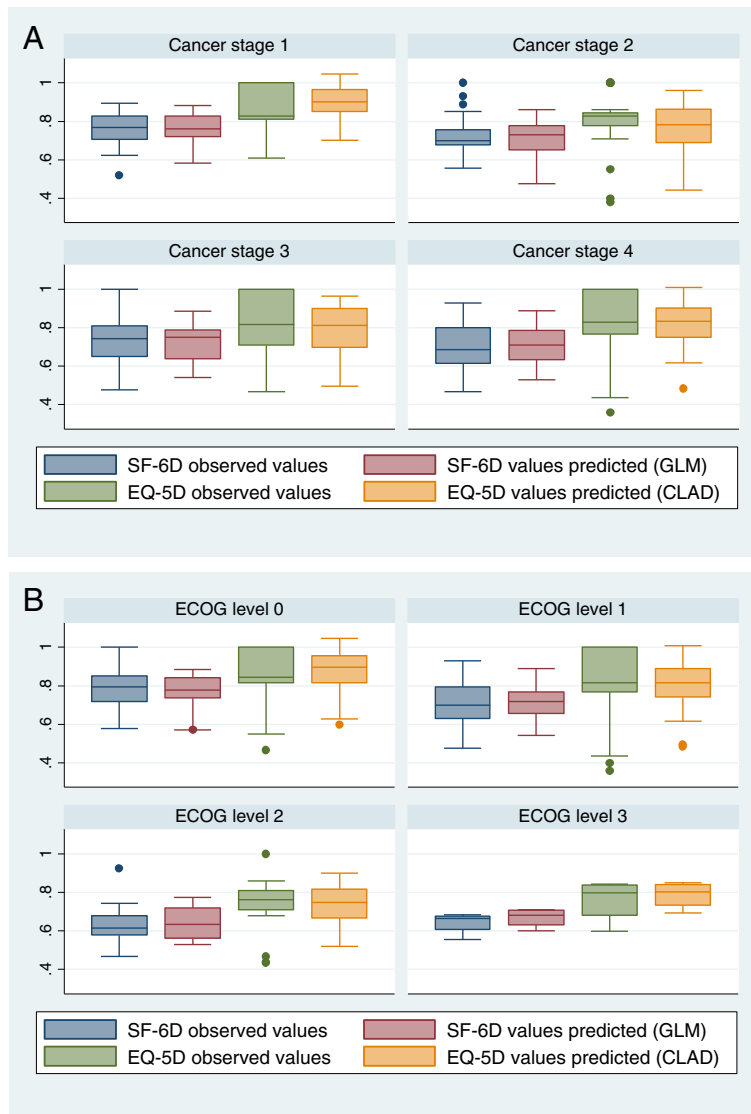 A
Cancer stage 1
Cancer stage 2
1
.8
.6
.4
Cancer stage 3
Cancer stage 4
1
.8
.6
.4
SF-6D observed values
SF-6D values predicted (GLM)
EQ-5D observed values
EQ-5D values predicted (CLAD)
B
ECOG level 0
ECOG level 1
1
.8
.6
.4
ECOG level 2
ECOG level 3
1
.8
.6
.4
SF-6D observed values
SF-6D values predicted (GLM)
EQ-5D observed values
EQ-5D values predicted (CLAD)